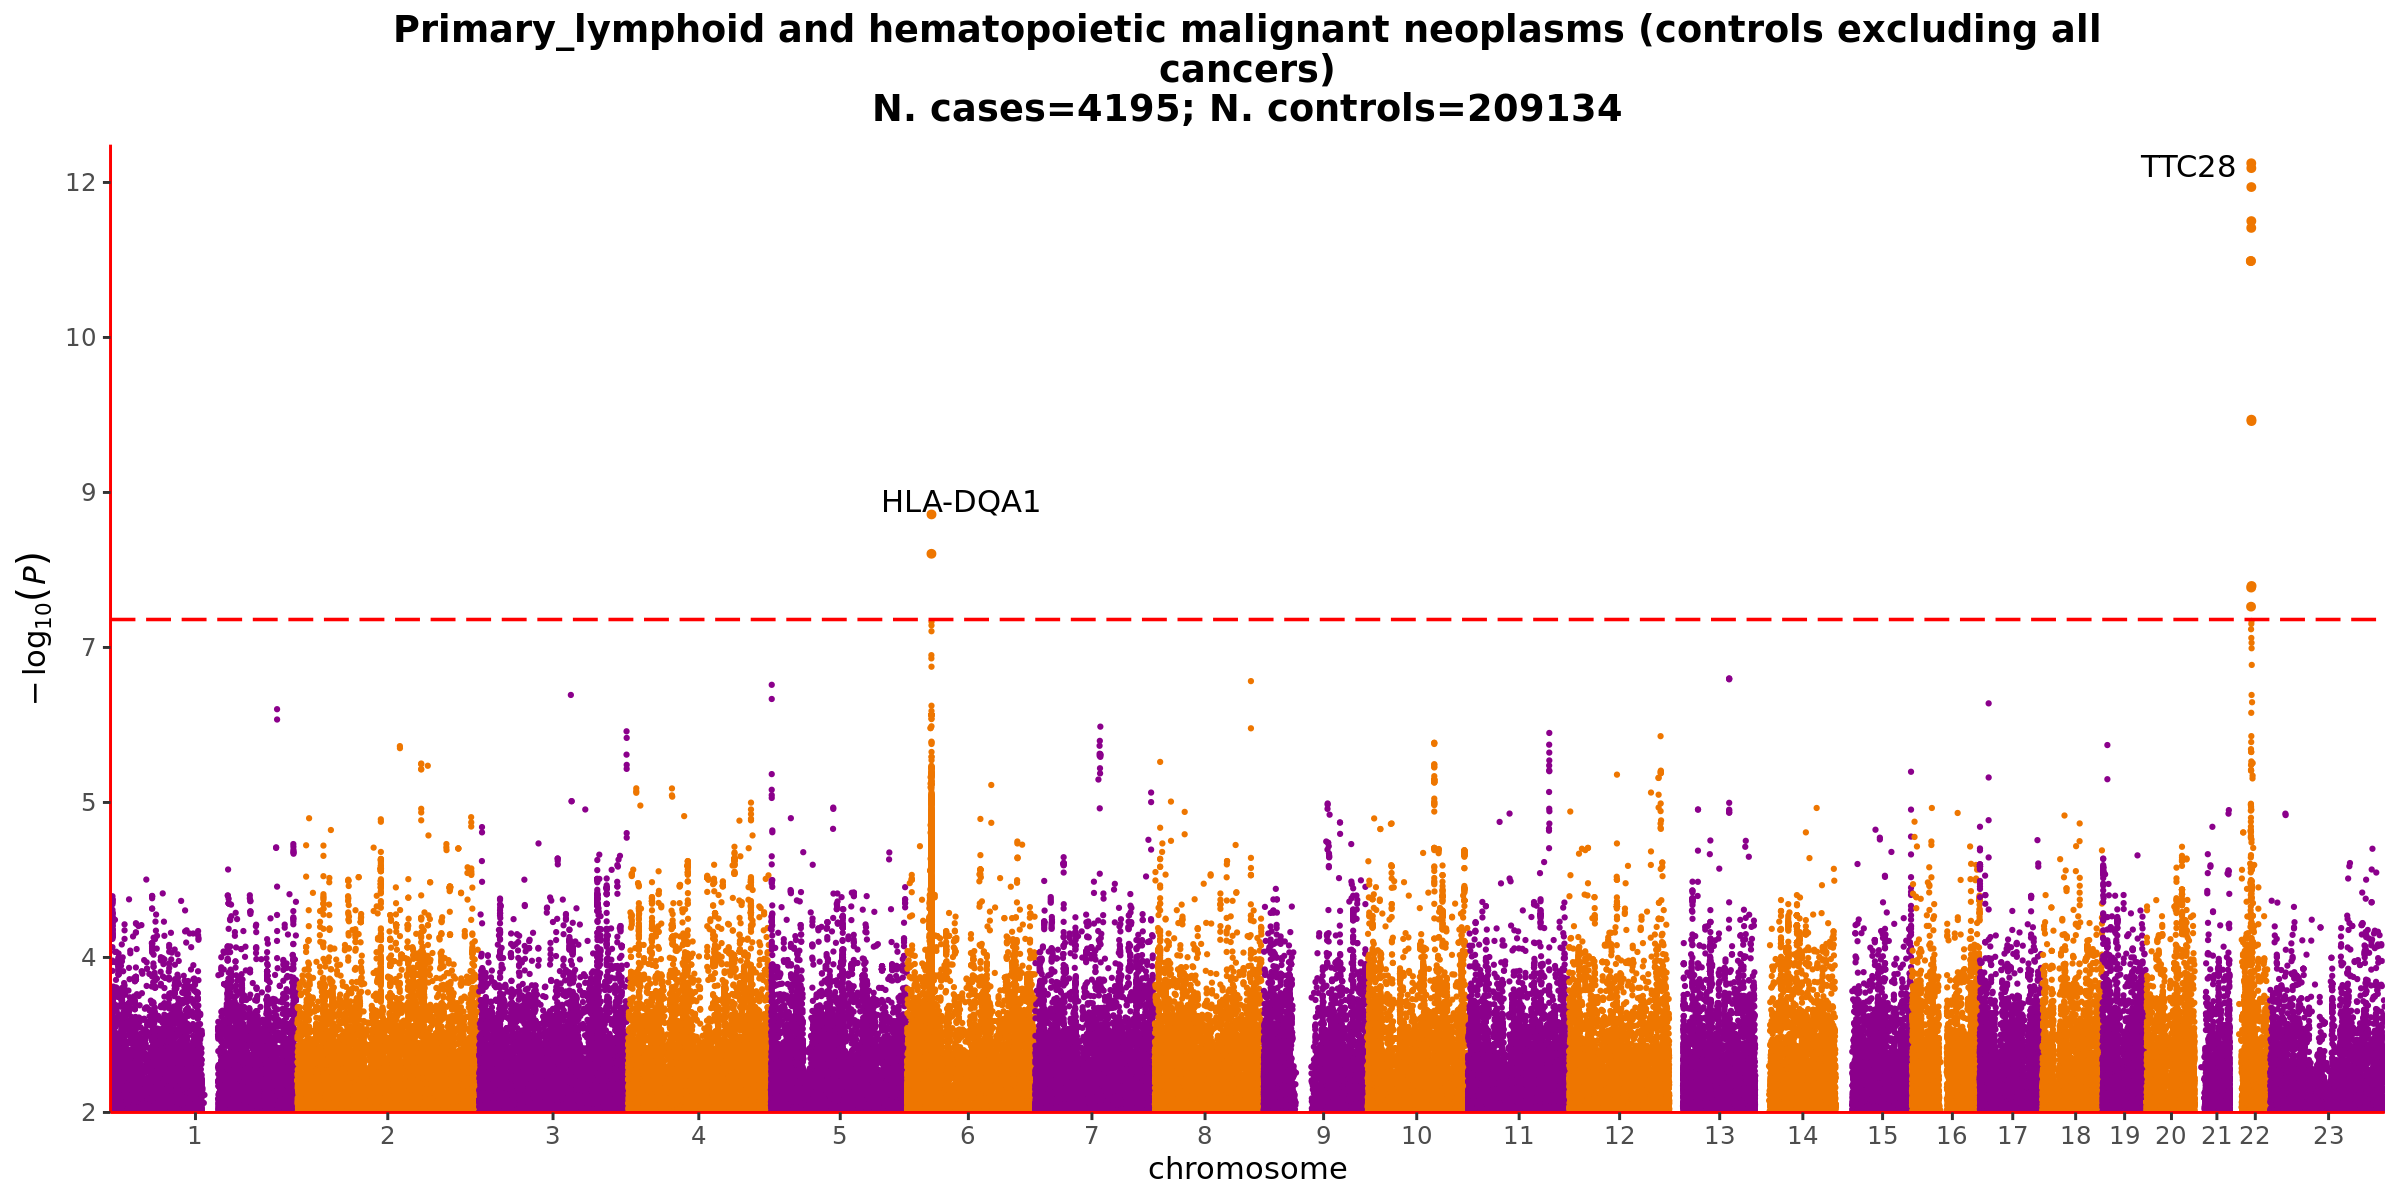 Primary_lymphoid and hematopoietic malignant neoplasms (controls excluding all
cancers)
N. cases=4195; N. controls=209134
12
TTC28
10
9
HLA-DQA1
7
5
4
2
−log10(P)
1 2 3 4 5 6 7 8 9 10 11 12 13 14 15 16 17 18 19 20 21 22 23
chromosome